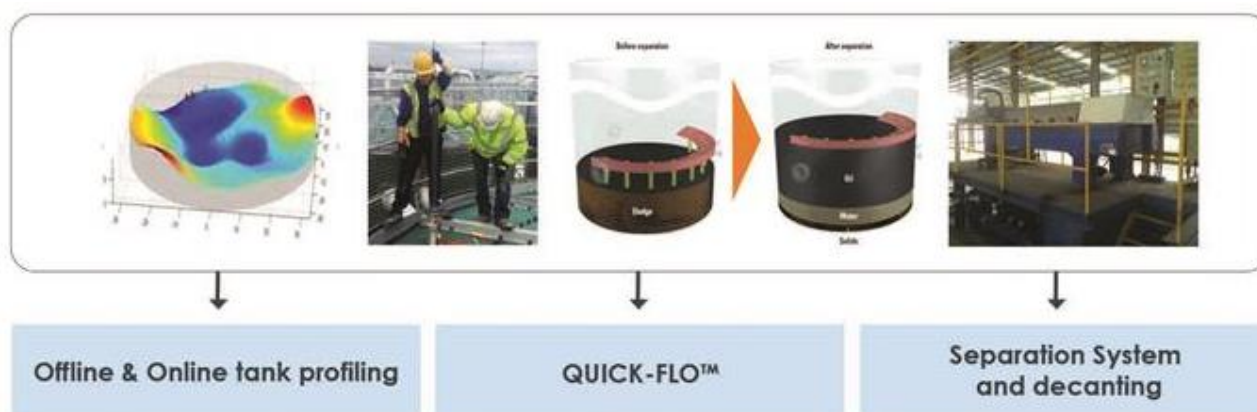 Before separation
After separation
Sludge
Oil
Water
Solids
Offline & Online tank profiling
QUICK-FLO™
Separation System
and decanting